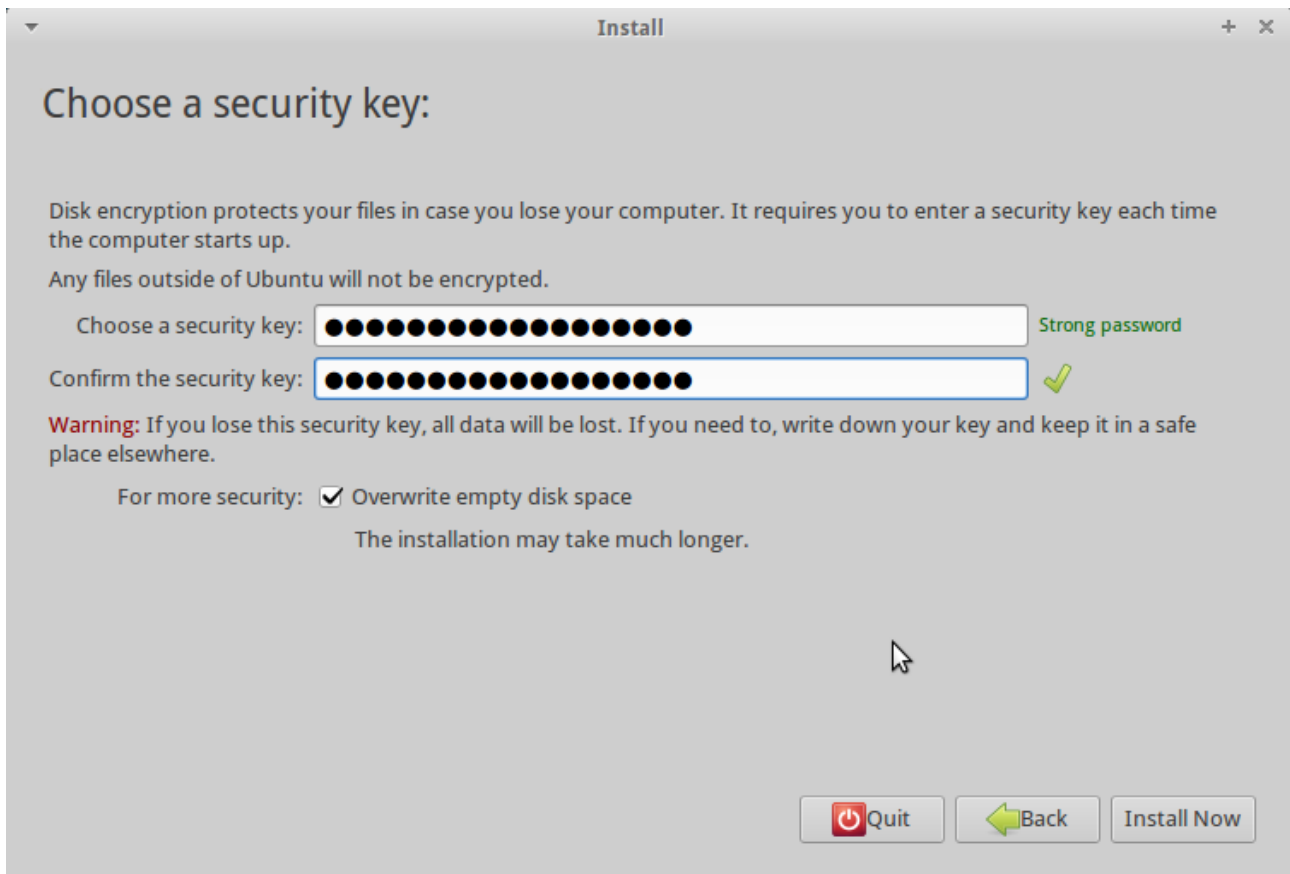 Install
Choose a security key:
Disk encryption protects your files in case you lose your computer. It requires you to enter a security key each time
the computer starts up.
Any files outside of Ubuntu will not be encrypted.
Choose a security key: ●●●●●●●●●●●●●●●●●● Strong password
Confirm the security key: ●●●●●●●●●●●●●●●●●●
Warning: If you lose this security key, all data will be lost. If you need to, write down your key and keep it in a safe
place elsewhere.
For more security: Overwrite empty disk space
The installation may take much longer.
Quit Back Install Now